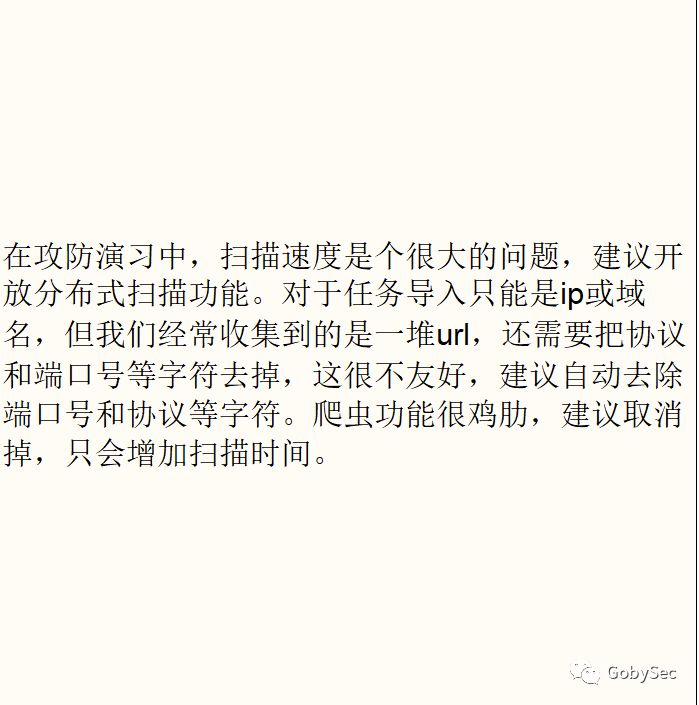 在攻防演习中，扫描速度是个很大的问题，建议开
放分布式扫描功能。对于任务导入只能是ip或域
名，但我们经常收集到的是一堆url，还需要把协议
和端口号等字符去掉，这很不友好，建议自动去除
端口号和协议等字符。爬虫功能很鸡肋，建议取消
掉，只会增加扫描时间。
GobySec